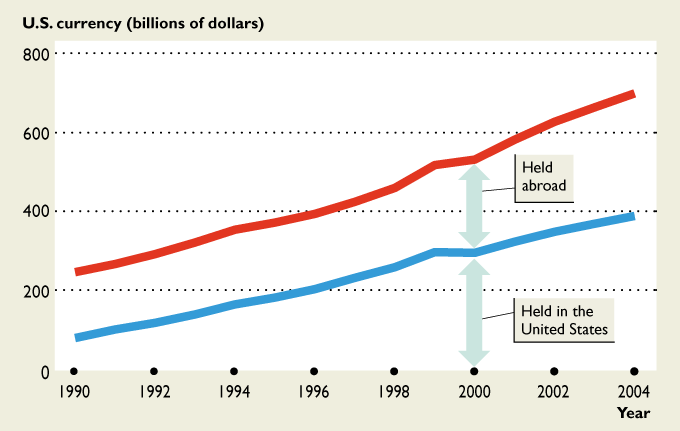 U.S. currency (billions of dollars)
800
600
400
200
0
Held
abroad
Held in the
United States
1990 1992 1994 1996 1998 2000 2002 2004
Year